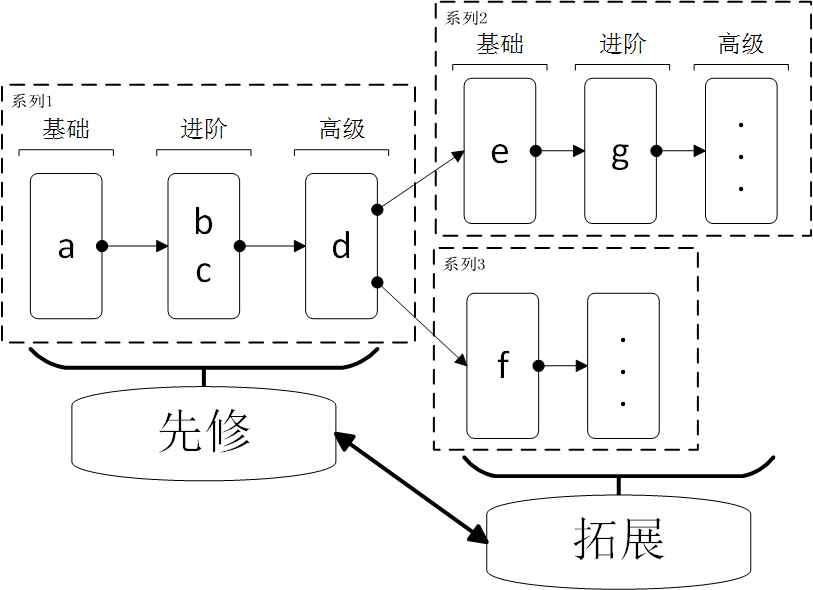 系列2
基础 进阶 高级
e g
系列1
基础 进阶 高级
a b d
c
系列3
f
先修
拓展